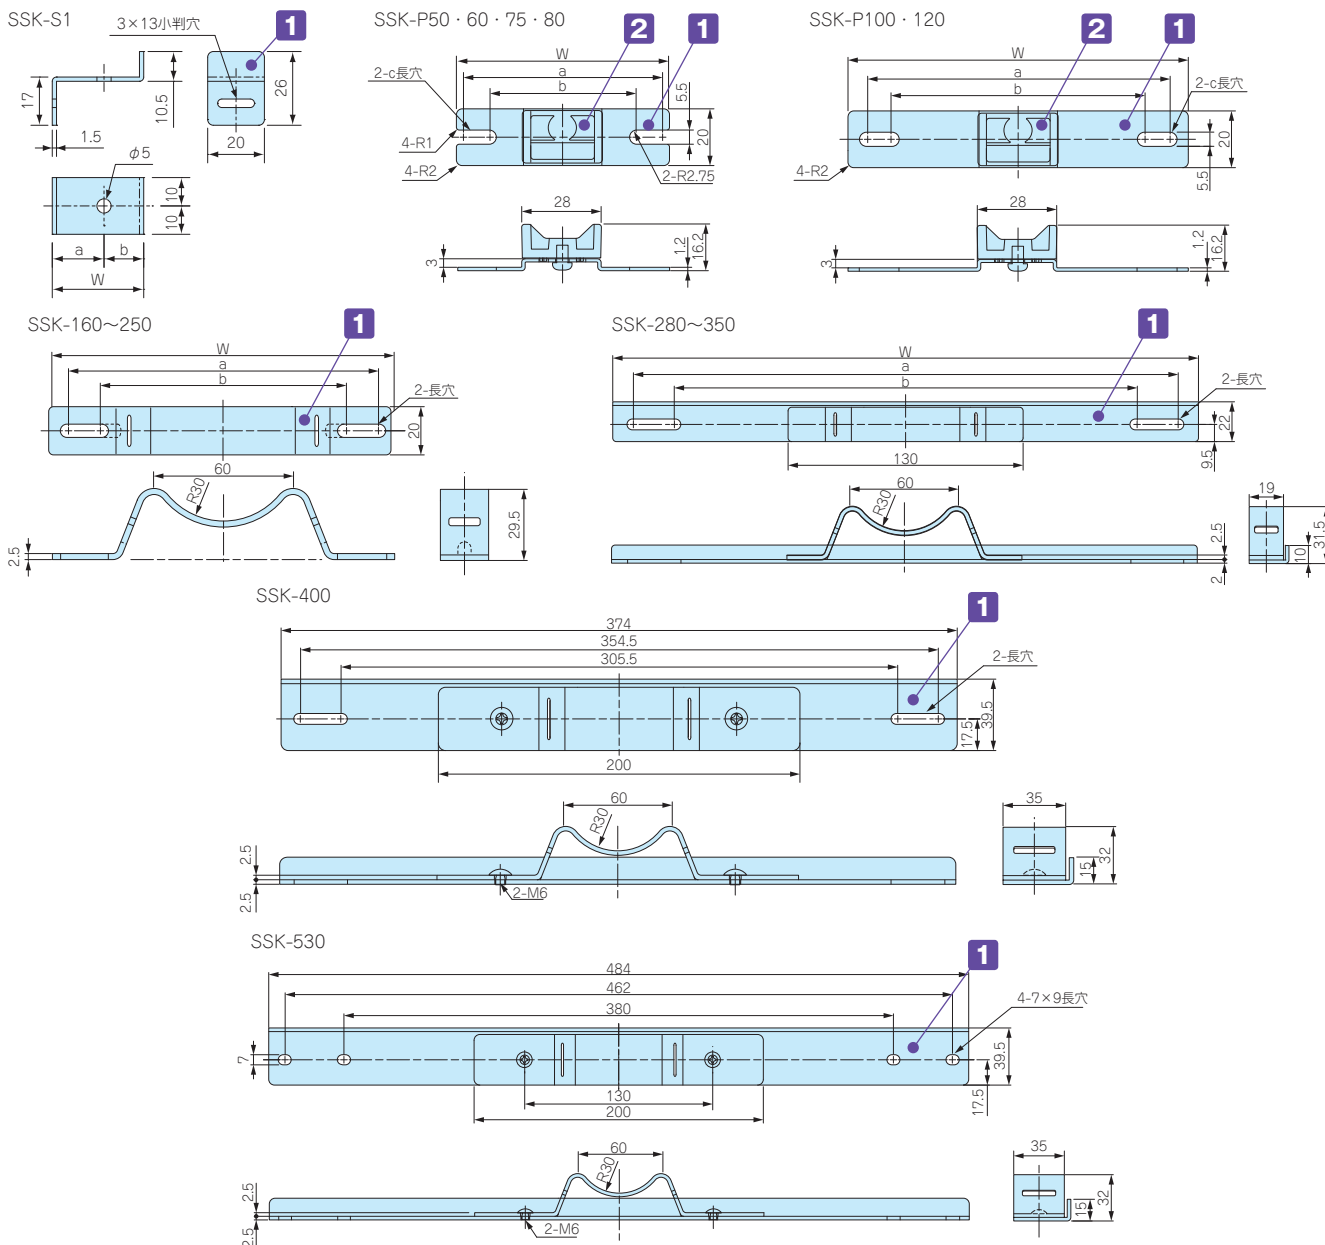 SSK-S1
3×13小判穴
1
17
1.5
10.5
26
20
φ5
10
10
a
b
W
SSK-P50・60・75・80
2
1
W
a
b
2-c長穴
5.5
20
4-R1
4-R2
2-R2.75
28
3
1.2
16.2
SSK-P100・120
2
1
W
a
b
2-c長穴
20
5.5
4-R2
28
3
1.2
16.2
SSK-160～250
1
W
a
b
2-長穴
20
60
R30
2.5
29.5
SSK-280～350
1
W
a
b
2-長穴
22
9.5
130
60
R30
2.5
2
19
10
31.5
SSK-400
1
374
354.5
305.5
2-長穴
39.5
17.5
200
60
R30
2.5
2.5
2-M6
35
15
32
SSK-530
1
484
462
380
4-7×9長穴
7
39.5
17.5
130
200
60
R30
2.5
2.5
2-M6
35
15
32